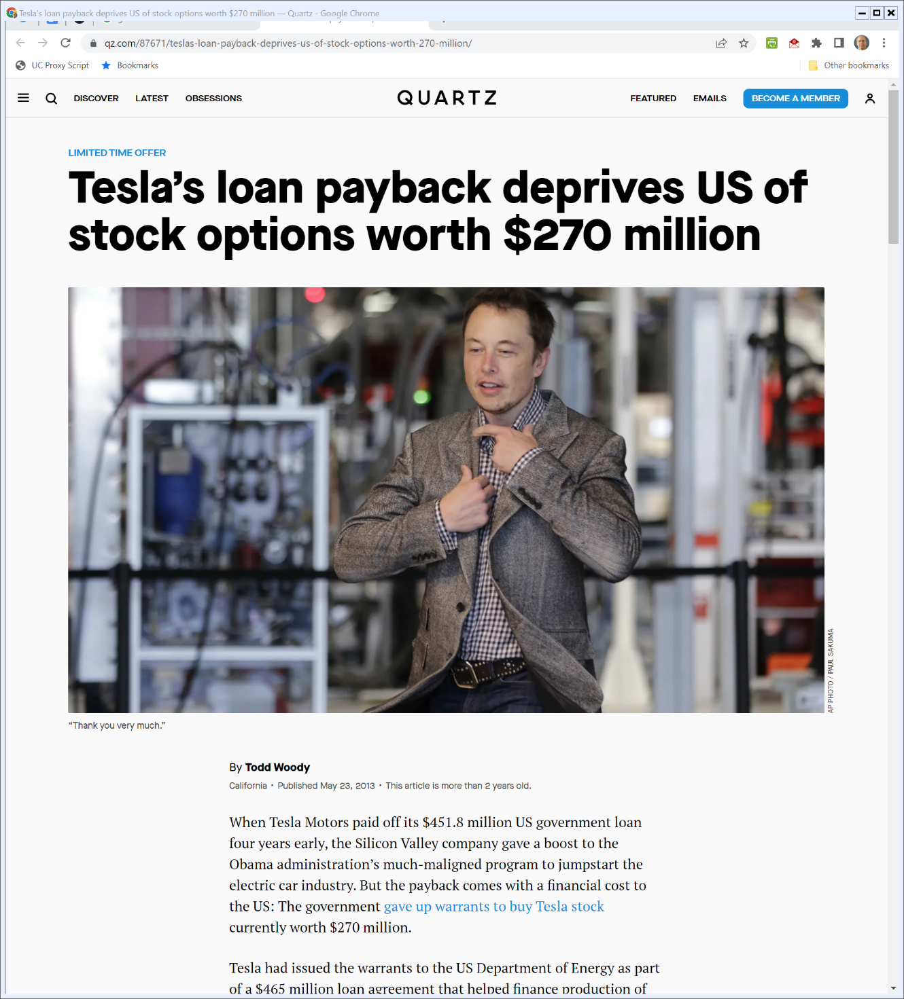 Tesla's loan payback deprives US of stock options worth $270 million — Quartz - Google Chrome
qz.com/87671/teslas-loan-payback-deprives-us-of-stock-options-worth-270-million/
UC Proxy Script Bookmarks Other bookmarks
DISCOVER LATEST OBSESSIONS QUARTZ FEATURED EMAILS BECOME A MEMBER
LIMITED TIME OFFER
Tesla’s loan payback deprives US of
stock options worth $270 million
AP PHOTO / PAUL SAKUMA
“Thank you very much.”
By Todd Woody
California • Published May 23, 2013 • This article is more than 2 years old.
When Tesla Motors paid off its $451.8 million US government loan
four years early, the Silicon Valley company gave a boost to the
Obama administration’s much-maligned program to jumpstart the
electric car industry. But the payback comes with a financial cost to
the US: The government gave up warrants to buy Tesla stock
currently worth $270 million.
Tesla had issued the warrants to the US Department of Energy as part
of a $465 million loan agreement that helped finance production of